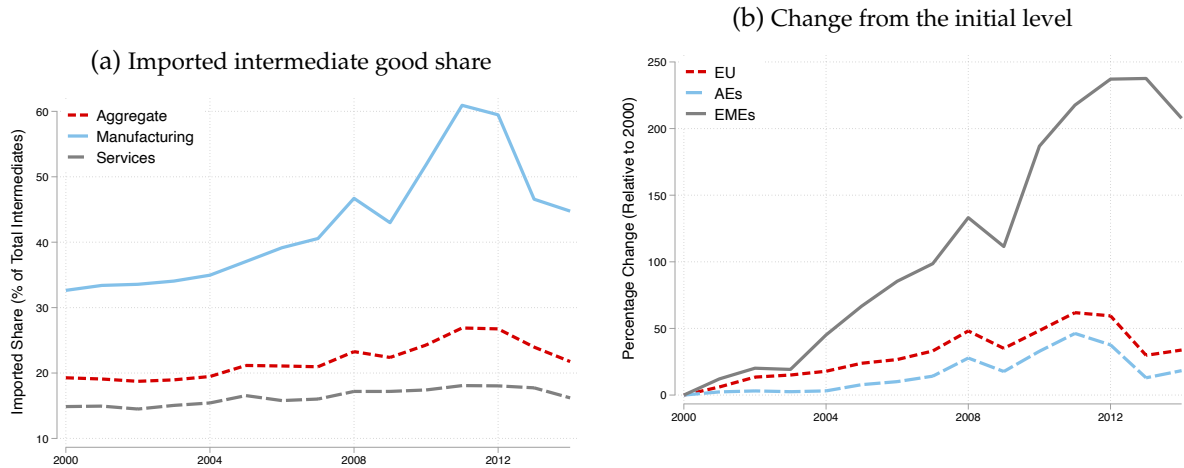 (a) Imported intermediate good share
Imported Share (% of Total Intermediates)
60
50
40
30
20
10
Aggregate
Manufacturing
Services
2000
2004
2008
2012
(b) Change from the initial level
Percentage Change (Relative to 2000)
250
200
150
100
50
0
EU
AEs
EMEs
2000
2004
2008
2012